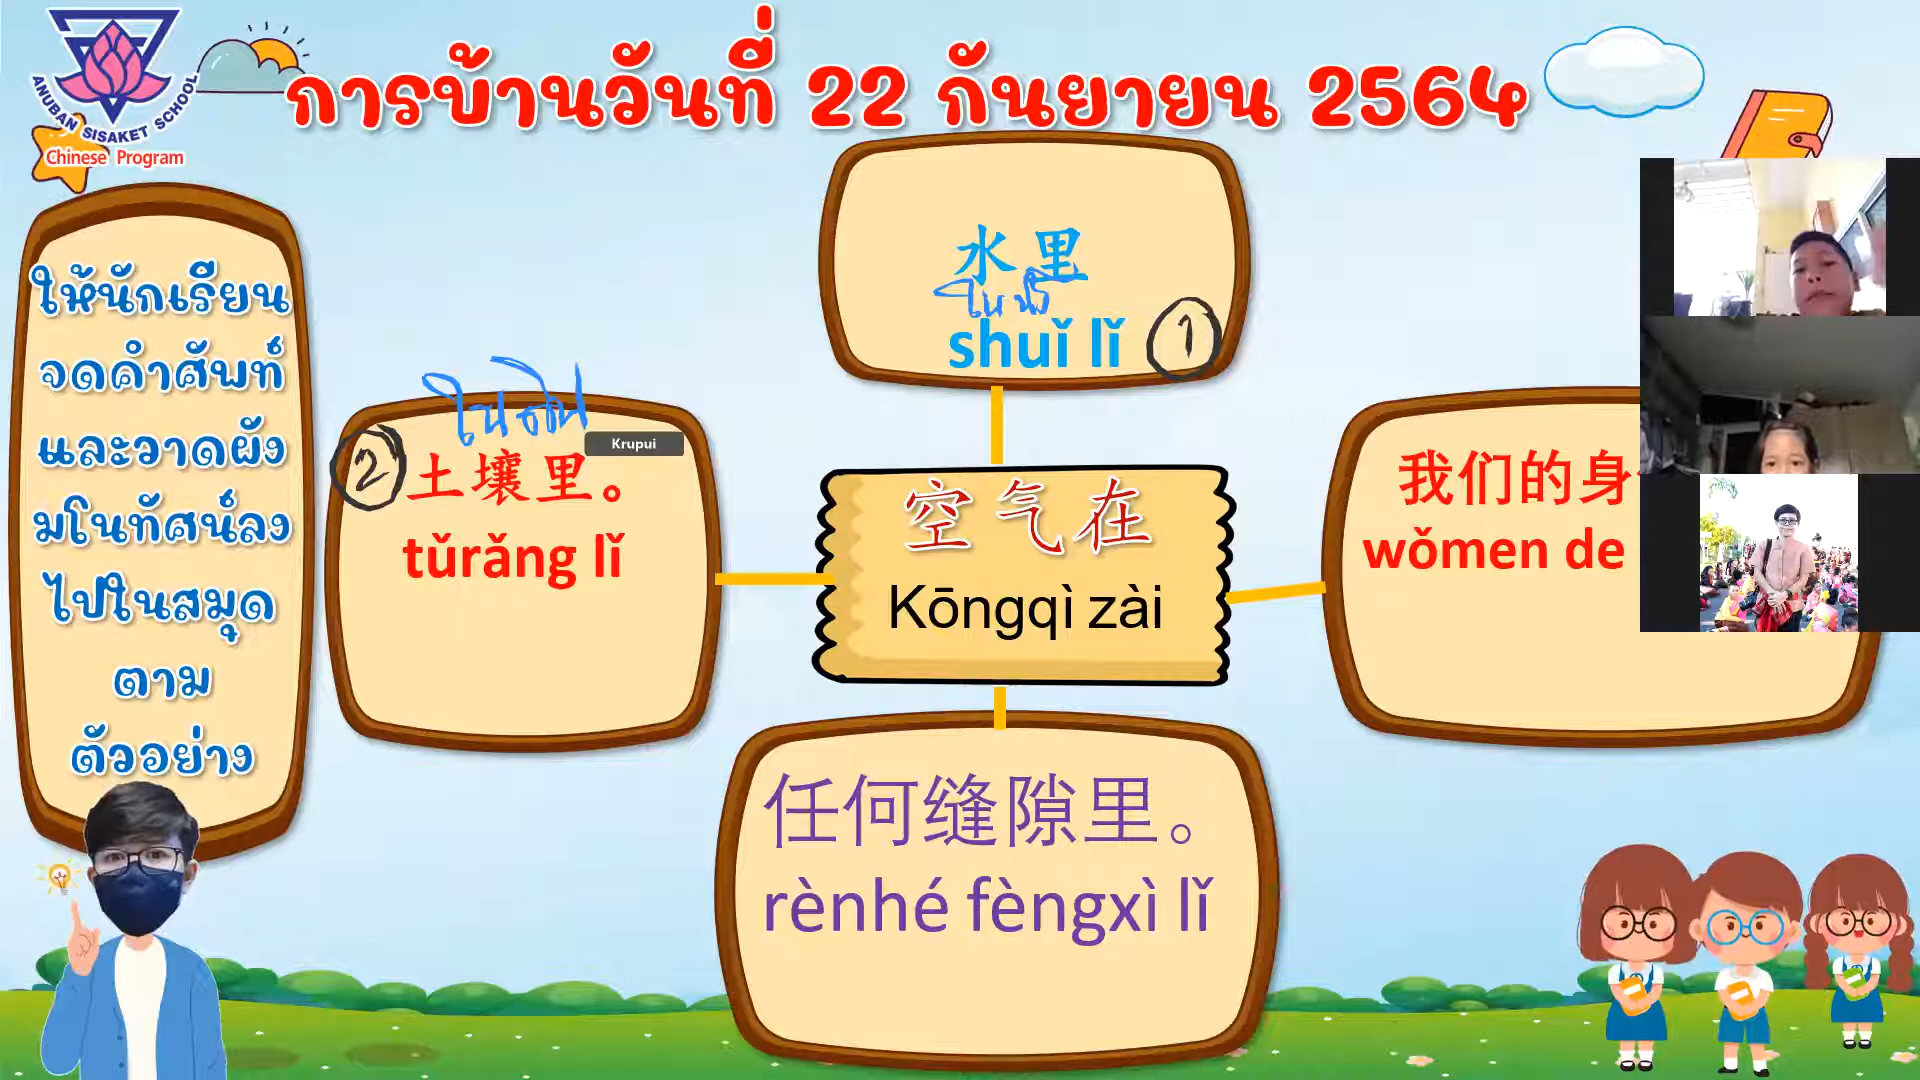 ANUBAN SISAKET SCHOOL
Chinese Program
การบ้านวันที่ 22 กันยายน 2564
ให้นักเรียน
จดคำศัพท์
และวาดผัง
มโนทัศน์ลง
ไปในสมุด
ตาม
ตัวอย่าง
水里
ในน้ำ
shuǐ lǐ
1
ในดิน
Krupui
2
土壤里。
tǔrǎng lǐ
空气在
Kōngqì zài
我们的身
wǒmen de
任何缝隙里。
rènhé fèngxì lǐ